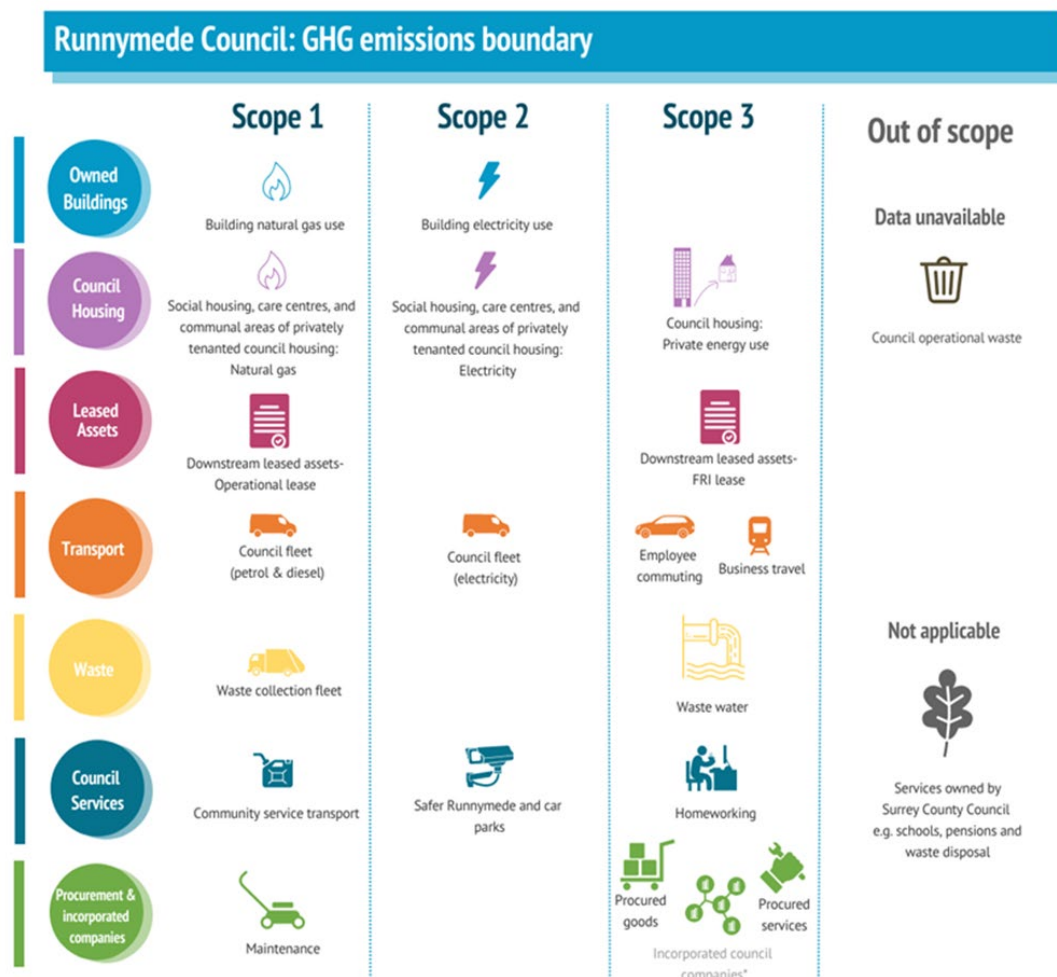 Runnymede Council: GHG emissions boundary
Scope 1
Scope 2
Scope 3
Out of scope
Owned
Buildings
Building natural gas use
Building electricity use
Data unavailable
Council
Housing
Social housing, care centres, and
communal areas of privately
tenanted council housing:
Natural gas
Social housing, care centres, and
communal areas of privately
tenanted council housing:
Electricity
Council housing:
Private energy use
Council operational waste
Leased
Assets
Downstream leased assets-
Operational lease
Downstream leased assets-
FRI lease
Transport
Council fleet
(petrol & diesel)
Council fleet
(electricity)
Employee
commuting
Business travel
Waste
Waste collection fleet
Waste water
Not applicable
Council
Services
Community service transport
Safer Runnymede and car
parks
Homeworking
Services owned by
Surrey County Council
e.g. schools, pensions and
waste disposal
Procurement &
incorporated
companies
Maintenance
Procured
goods
Procured
services
Incorporated council
companies*